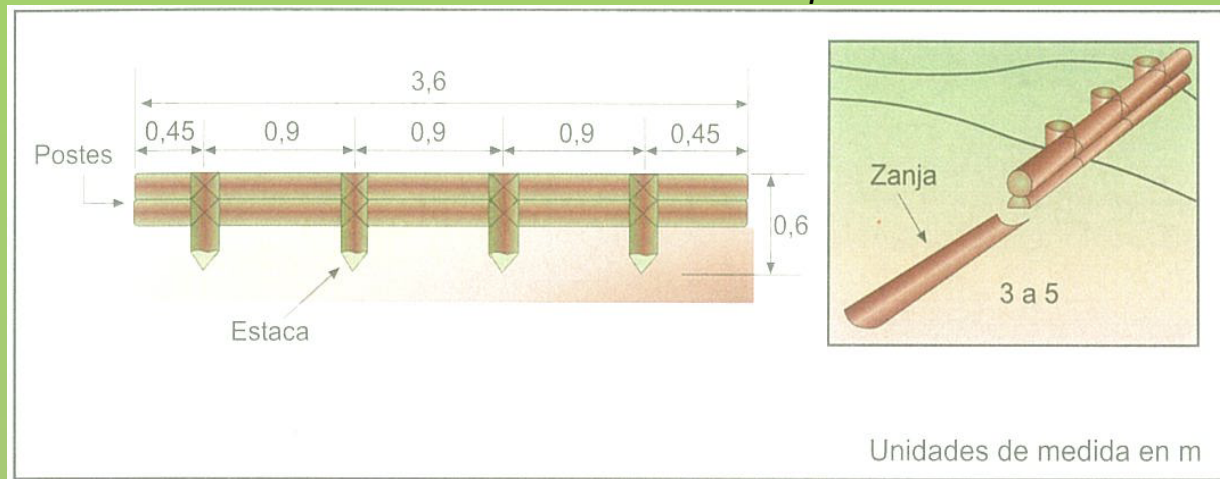 3,6
0,45 0,9 0,9 0,9 0,45
Postes
0,6
Estaca
Zanja
3 a 5
Unidades de medida en m